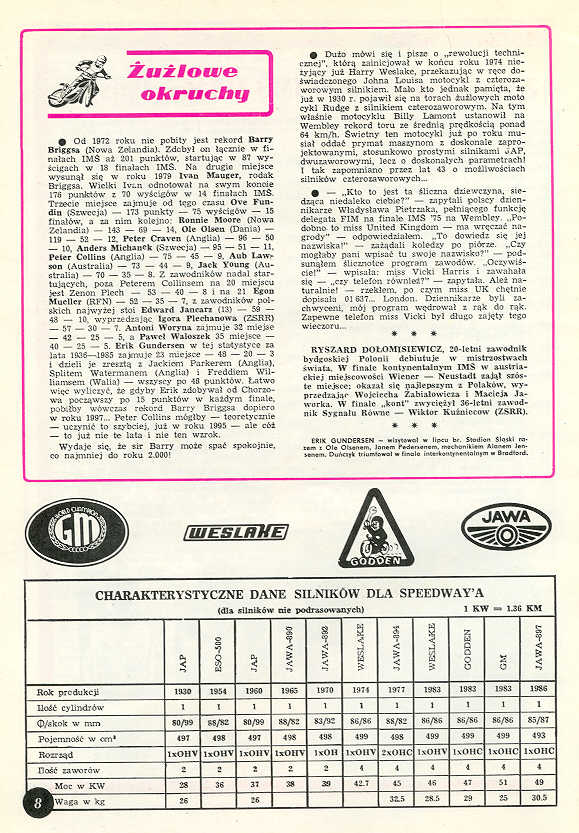 Żużlowe
okruchy
● Od 1972 roku nie pobity jest rekord Barry
Briggsa (Nowa Zelandia). Zdobył on łącznie w fi-
nałach IMS aż 201 punktów, startując w 87 wy-
ścigach w 18 finałach IMS. Na drugie miejsce
wysunął się w roku 1979 Ivan Mauger, rodak
Briggsa. Wielki Ivan odnotował na swym koncie
176 punktów z 70 wyścigów w 14 finałach IMS.
Trzecie miejsce zajmuje od tego czasu Ove Fun-
din (Szwecja) — 173 punkty — 75 wyścigów — 15
finałów, a za nim kolejno: Ronnie Moore (Nowa
Zelandia) — 143 — 69 — 14, Ole Olsen (Dania) —
119 — 52 — 12, Peter Craven (Anglia) — 96 — 50
— 10, Anders Michanek (Szwecja) — 95 — 51 — 11,
Peter Collins (Anglia) — 75 — 45 — 9, Aub Law-
son (Australia) — 73 — 44 — 9, Jack Young (Au-
stralia) — 70 — 35 — 8. Z zawodników nadal star-
tujących, poza Peterem Collinsem na 20 miejscu
jest Zenon Plech — 53 — 40 — 8 i na 21 Egon
Mueller (RFN) — 52 — 35 — 7, z zawodników pol-
skich najwyżej stoi Edward Jancarz (13) — 59 —
48 — 10, wyprzedzając Igora Plechanowa (ZSRR)
— 57 — 30 — 7. Antoni Woryna zajmuje 32 miejse
— 42 — 25 — 5, a Paweł Waloszek 35 miejsce —
40 — 25 — 5. Erik Gundersen w tej statystyce za
lata 1936—1985 zajmuje 23 miejsce — 48 — 20 — 3
i dzieli je zresztą z Jackiem Parkerem (Anglia),
Splitem Watermanem (Anglia) i Freddiem Wil-
liamsem (Walia) — wszyscy po 48 punktów. Łatwo
więc wyliczyć, że gdyby Erik zdobywał od Chorzo-
wa począwszy po 15 punktów w każdym finale,
pobiłby wówczas rekord Barry Briggsa dopiero
w roku 1997... Peter Collins mógłby — teoretycznie
— uczynić to szybciej, już w roku 1995 — ale cóż
— to już nie te lata i nie ten wzrok.
Wydaje się, że sir Barry może spać spokojnie,
co najmniej do roku 2.000!
● Dużo mówi się i pisze o „rewolucji techni-
cznej”, którą zainicjował w końcu roku 1974 nie-
żyjący już Harry Weslake, przekazując w ręce do-
świadczonego Johna Louisa motocykl z czteroza-
worowym silnikiem. Mało kto jednak pamięta, że
już w 1930 r. pojawił się na torach żużlowych moto
cykl Rudge z silnikiem czterozaworowym. Na tym
właśnie motocyklu Billy Lamont ustanowił na
Wembley rekord toru ze średnią prędkością ponad
64 km/h. Świetny ten motocykl już po roku mu-
siał oddać prymat maszynom z doskonale zapro-
jektowanymi, stosunkowo prostymi silnikami JAP,
dwuzaworowymi, lecz o doskonałych parametrach!
I tak zapomniano przez lat 43 o możliwościach
silników czterozaworowych...
● — „Kto to jest ta śliczna dziewczyna, sie-
dząca niedaleko ciebie?” — zapytali polscy dzien-
nikarze Władysława Pietrzaka, pełniącego funkcję
delegata FIM na finale IMS '75 na Wembley. „Po-
dobno to miss United Kingdom — ma wręczać na-
grody” — odpowiedziałem. „To dowiedz się jej
nazwiska!” — zażądali koledzy po piórze. „Czy
mogłaby pani wpisać tu swoje nazwisko?” — pod-
sunąłem ślicznotce program zawodów. „Oczywiś-
cie!” — wpisała: miss Vicki Harris i zawahała
się — „czy telefon również?” — zapytała. Ależ na-
turalnie! — rzekłem, po czym miss UK chętnie
dopisała 01 637... London. Dziennikarze byli za-
chwyceni, mój program wędrował z rąk do rąk.
Zapewne telefon miss Vicki był długo zajęty tego
wieczoru...
* * *
RYSZARD DOŁOMISIEWICZ, 20-letni zawodnik
bydgoskiej Polonii debiutuje w mistrzostwach
świata. W finale kontynentalnym IMS w austria-
ckiej miejscowości Wiener — Neustadt zajął szós-
te miejsce; okazał się najlepszym z Polaków, wy-
przedzając Wojciecha Załuskiego i Macieja Ja-
worka. W finale „kont” zwyciężył 36-letni zawod-
nik Sygnału Równe — Wiktor Kuźniecow (ZSRR).
* * *
ERIK GUNDERSEN — wizytował w lipcu br. Stadion Śląski ra-
zem z Ole Olsenem, Janem Pedersenem, mechanikiem Alanem Jen-
senem. Duńczyk triumfował w finale interkontynentalnym w Bradford.
WORLD CHAMPION
GM
WESLAKE
GODDEN
JAWA
CHARAKTERYSTYCZNE DANE SILNIKÓW DLA SPEEDWAY'A
(dla silników nie podrasowanych) 1 KW = 1.36 KM
JAP ESO-500 JAP JAWA-890 JAWA-892 WESLAKE JAWA-894 WESLAKE GODDEN GM JAWA-897
Rok produkcji 1930 1954 1960 1965 1970 1974 1977 1983 1983 1983 1986
Ilość cylindrów 1 1 1 1 1 1 1 1 1 1 1
Ø/skok w mm 80/99 88/82 80/99 88/82 83/92 86/86 88/82 86/86 86/86 86/86 85/87
Pojemność w cm³ 497 498 497 498 498 499 498 499 499 499 493
Rozrząd 1xOHV 1xOHV 1xOHV 1xOHV 1xOH 1xOHV 2xOHC 1xOHV 1xOHC 1xOHC 1xOHC
Ilość zaworów 2 2 2 2 2 4 4 4 4 4 4
Moc w KW 28 36 37 38 39 42.7 45 46 47 51 49
Waga w kg 26 26 32.5 28.5 29 25 30.5
8